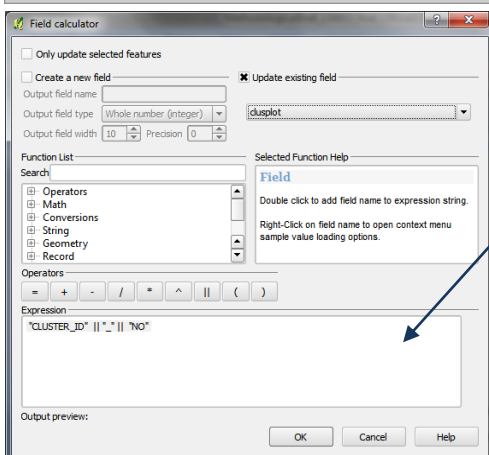 Field calculator
Only update selected features
Create a new field
Update existing field
Output field name
Output field type Whole number (integer)
Output field width 10 Precision 0
clusplot
Function List
Search
Operators
Math
Conversions
String
Geometry
Record
Selected Function Help
Field
Double click to add field name to expression string.
Right-Click on field name to open context menu
sample value loading options.
Operators
= + - / * ^ || ( )
Expression
"CLUSTER_ID" || "_" || "NO"
Output preview:
OK Cancel Help